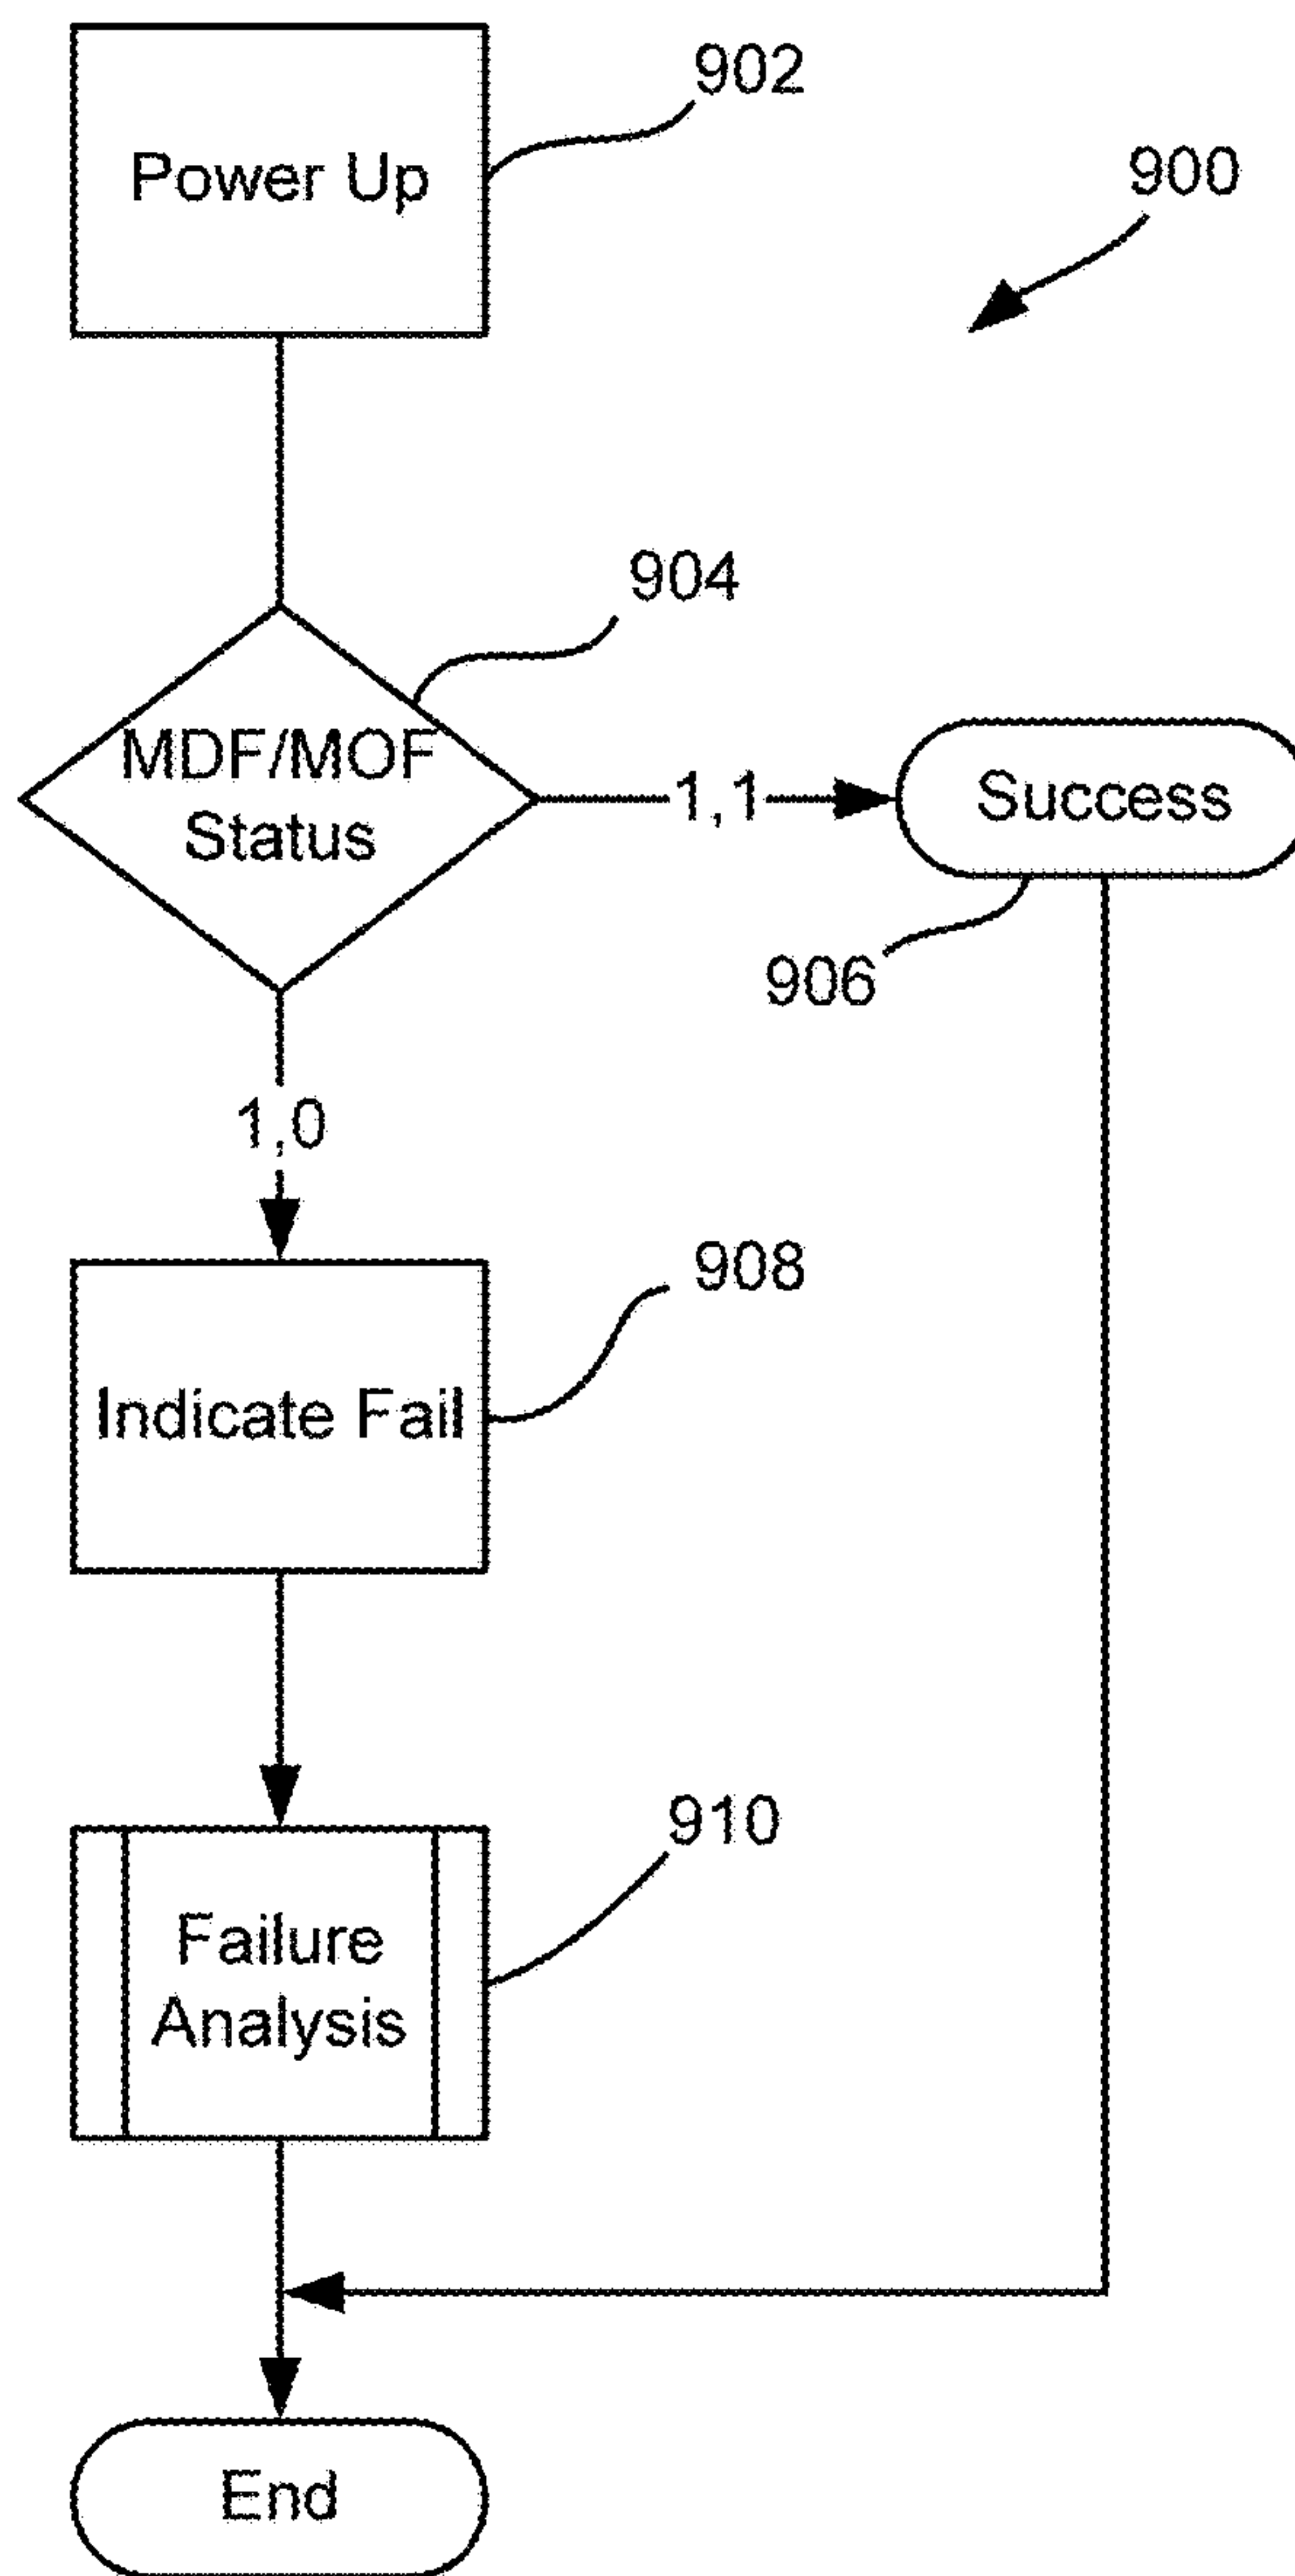 902
Power Up
900
904
MDF/MOF
Status
1,1
Success
906
1,0
908
Indicate Fail
910
Failure
Analysis
End